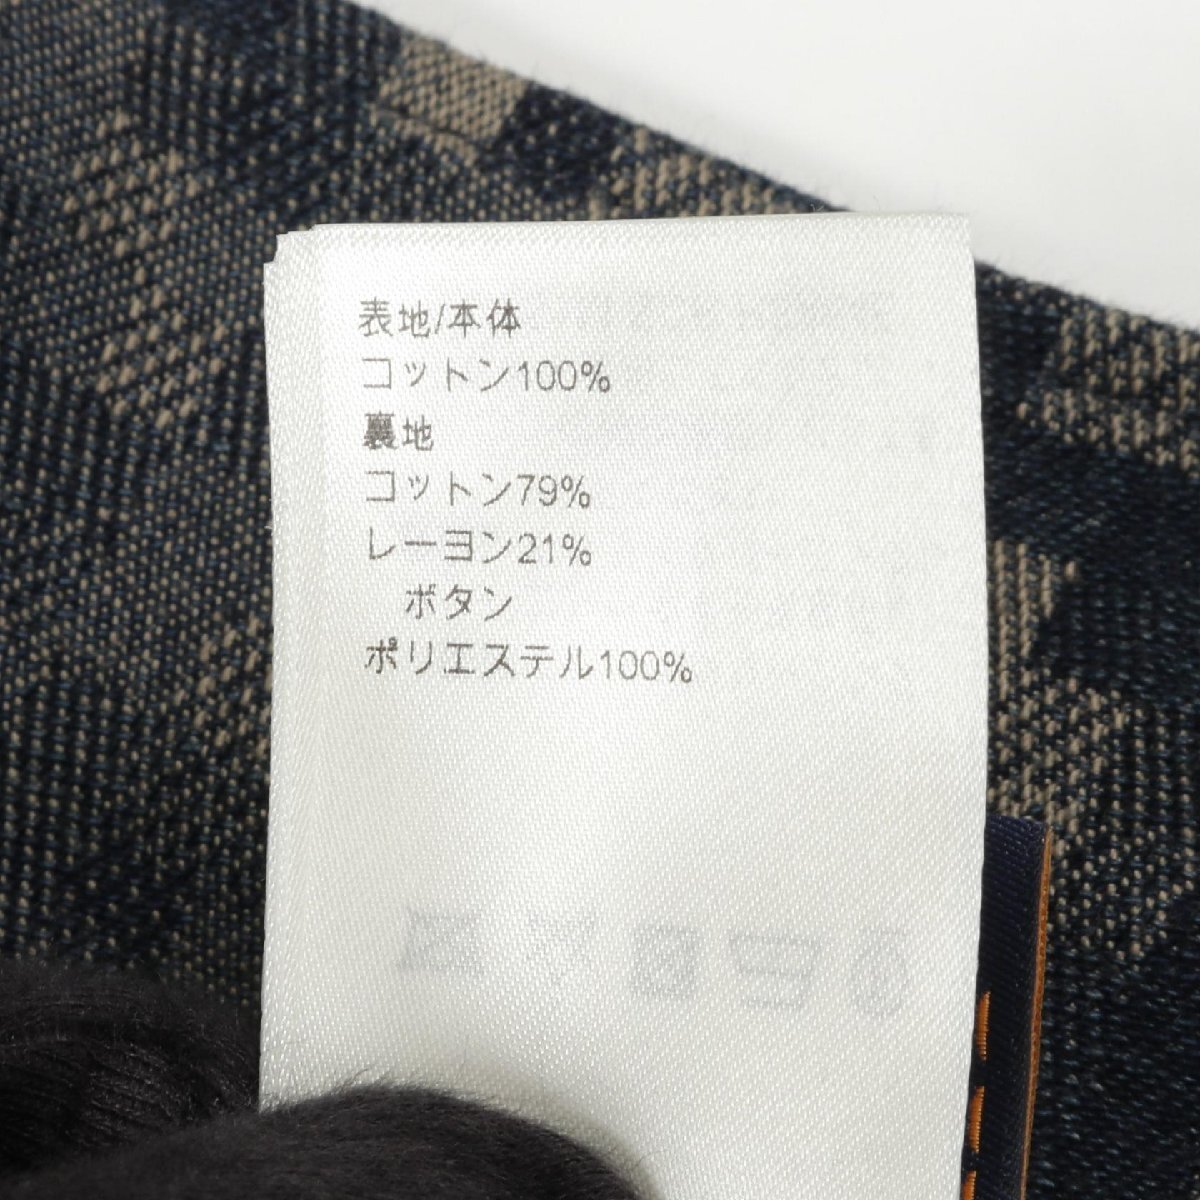 表地/本体
コットン100%
裏地
コットン79%
レーヨン21%
ボタン
ポリエステル100%